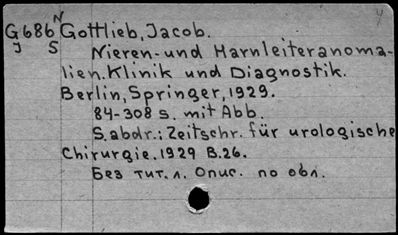 N 4
G686 Gottlieb, Jacob.
J S
Nieren- und Harnleiteranoma-
lien. Klinik und Diagnostik.
Berlin, Springer, 1929.
84-308 s. mit Abb.
S.abdr.: Zeitschr. für urologische
Chirurgie. 1929 B.26.
Без тит. л. Опис. по обл.